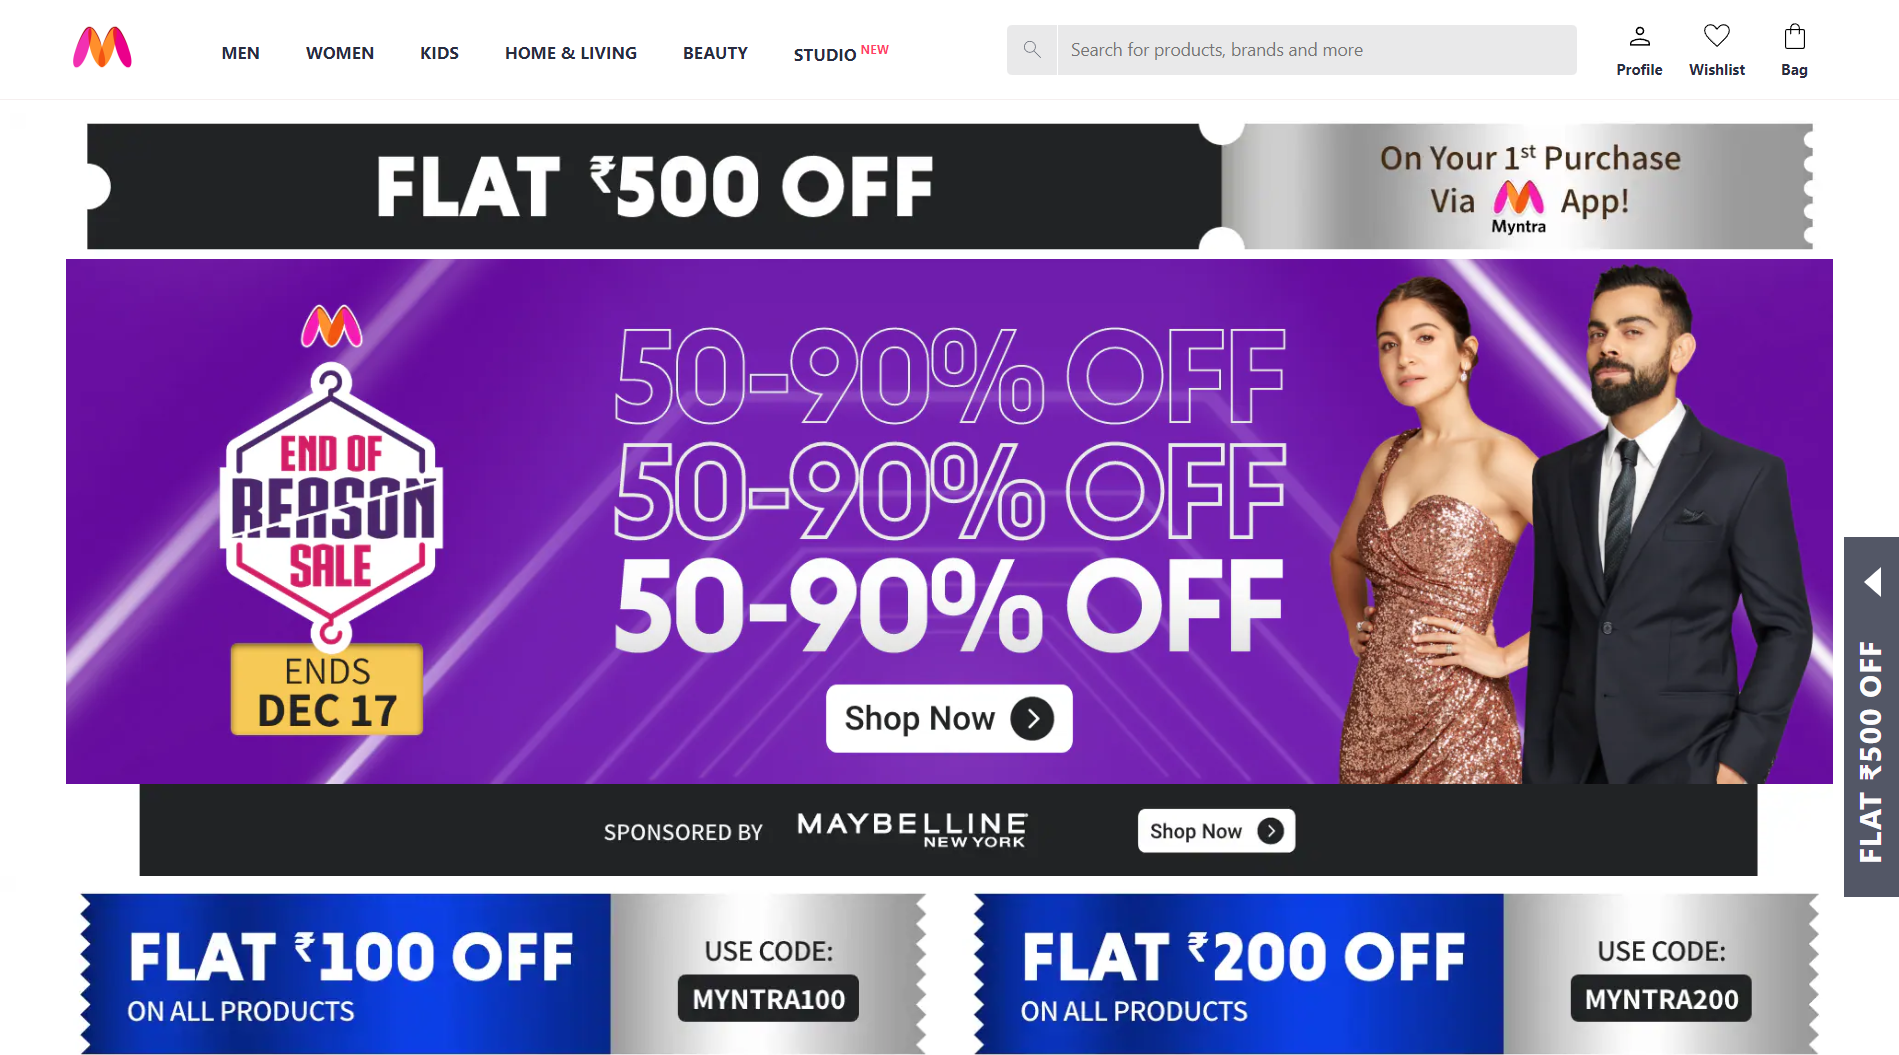 MEN
WOMEN
KIDS
HOME & LIVING
BEAUTY
STUDIO NEW
Search for products, brands and more
Profile
Wishlist
Bag
FLAT ₹500 OFF
On Your 1st Purchase
Via Myntra App!
END OF
REASON
SALE
ENDS
DEC 17
50-90% OFF
50-90% OFF
50-90% OFF
Shop Now
FLAT ₹500 OFF
SPONSORED BY
MAYBELLINE
NEW YORK
Shop Now
FLAT ₹100 OFF
ON ALL PRODUCTS
USE CODE:
MYNTRA100
FLAT ₹200 OFF
ON ALL PRODUCTS
USE CODE:
MYNTRA200